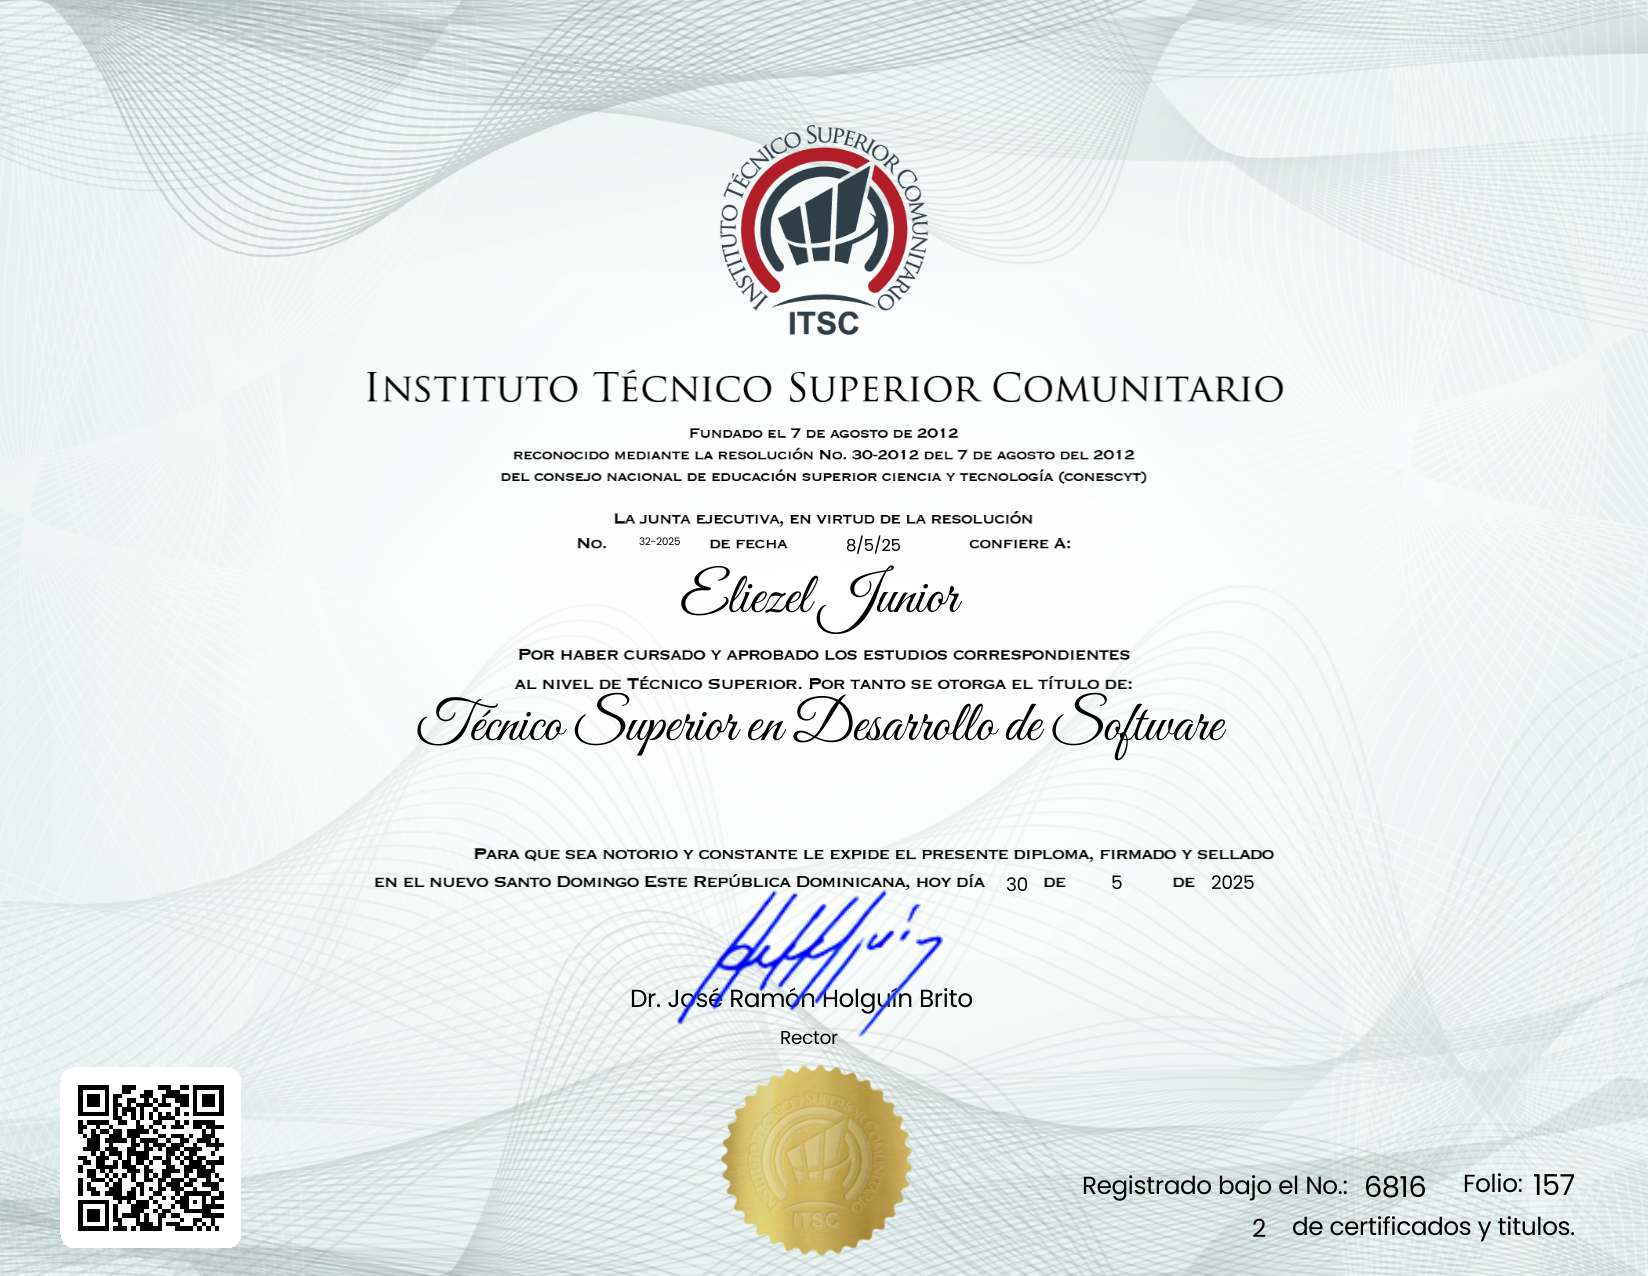 Instituto Técnico Superior Comunitario
ITSC
Instituto Técnico Superior Comunitario
Fundado el 7 de agosto de 2012
reconocido mediante la resolución No. 30-2012 del 7 de agosto del 2012
del consejo nacional de educación superior ciencia y tecnología (conescyt)
La junta ejecutiva, en virtud de la resolución
No. 32-2025 de fecha 8/5/25 confiere a:
Eliezel Junior
Por haber cursado y aprobado los estudios correspondientes
al nivel de Técnico Superior. Por tanto se otorga el título de:
Técnico Superior en Desarrollo de Software
Para que sea notorio y constante le expide el presente diploma, firmado y sellado
en el nuevo Santo Domingo Este República Dominicana, hoy día 30 de 5 de 2025
Dr. José Ramón Holguín Brito
Rector
Instituto Técnico Superior Comunitario
ITSC
Registrado bajo el No.: 6816 Folio: 157
2 de certificados y titulos.